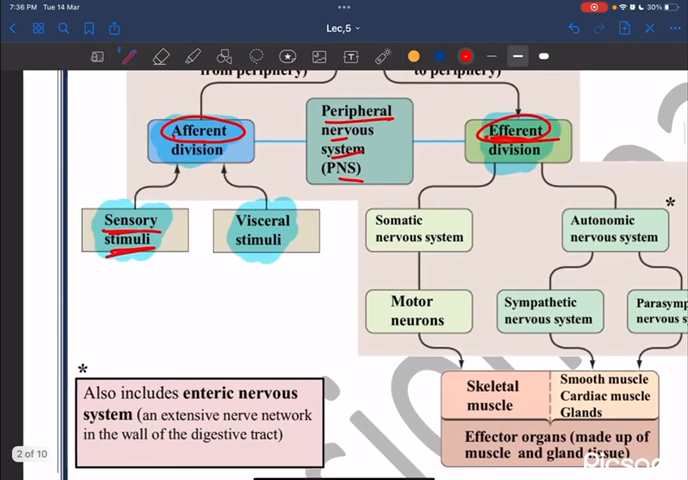 7:36 PM Tue 14 Mar
30%
Lec,5
from periphery)
to periphery)
Afferent
division
Peripheral
nervous
system
(PNS)
Efferent
division
Sensory
stimuli
Visceral
stimuli
Somatic
nervous system
Autonomic
nervous system
*
Motor
neurons
Sympathetic
nervous system
Parasymp
nervous s
*
Also includes enteric nervous
system (an extensive nerve network
in the wall of the digestive tract)
Skeletal
muscle
Smooth muscle
Cardiac muscle
Glands
Effector organs (made up of
muscle and gland tissue)
2 of 10